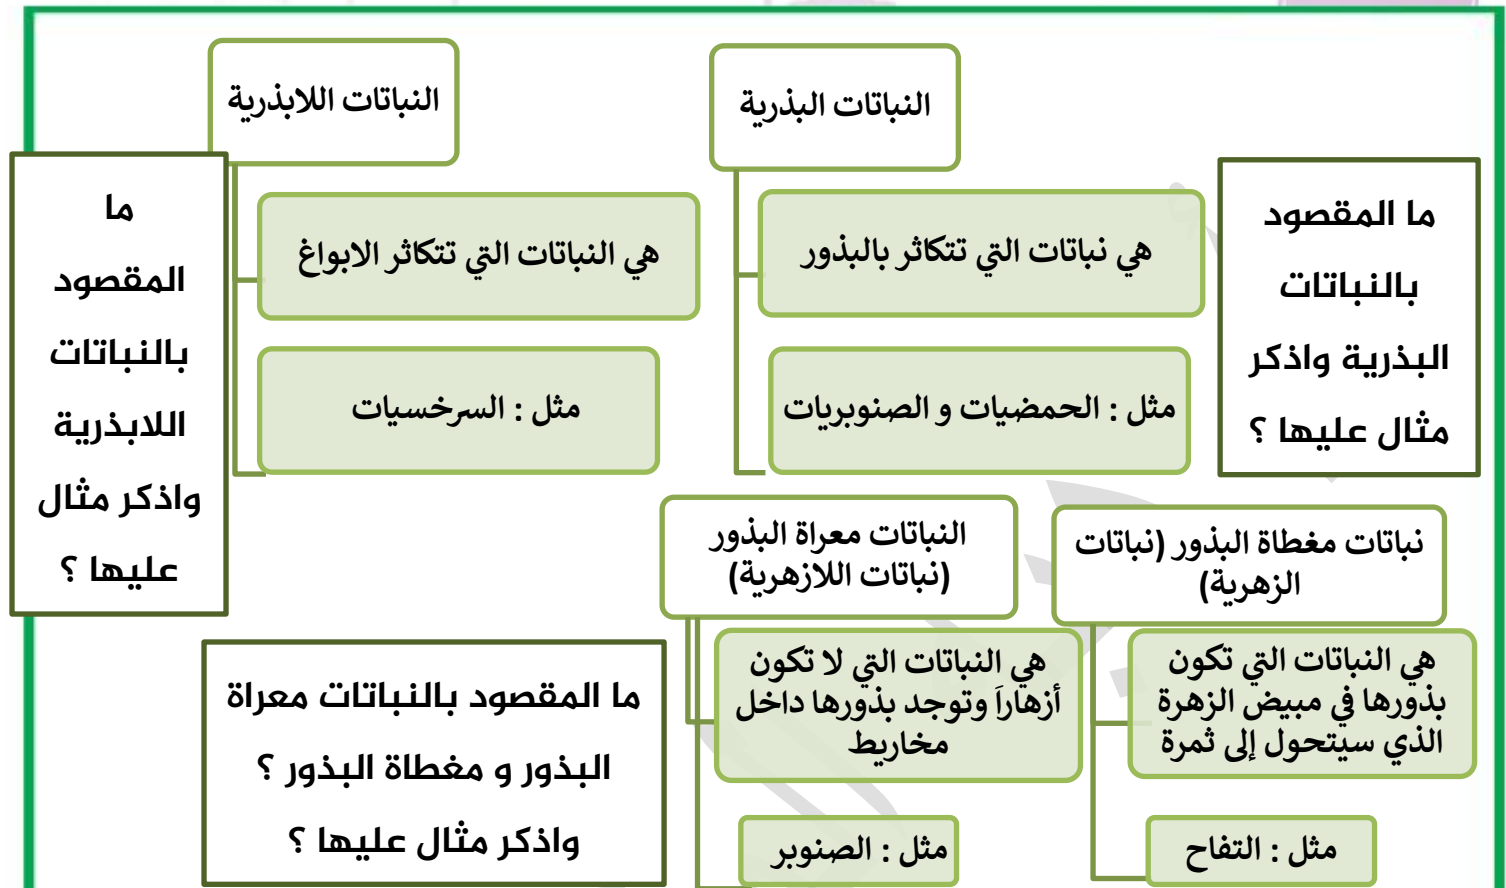 النباتات البذرية
ما المقصود
بالنباتات
البذرية واذكر
مثال عليها ؟
هي نباتات التي تتكاثر بالبذور
مثل : الحمضيات و الصنوبريات
النباتات اللابذرية
هي النباتات التي تتكاثر الابواغ
مثل : السرخسيات
ما
المقصود
بالنباتات
اللابذرية
واذكر مثال
عليها ؟
نباتات مغطاة البذور (نباتات
الزهرية)
هي النباتات التي تكون
بذورها في مبيض الزهرة
الذي سيتحول إلى ثمرة
مثل : التفاح
النباتات معراة البذور
(نباتات اللازهرية)
هي النباتات التي لا تكون
أزهاراَ وتوجد بذورها داخل
مخاريط
مثل : الصنوبر
ما المقصود بالنباتات معراة
البذور و مغطاة البذور ؟
واذكر مثال عليها ؟